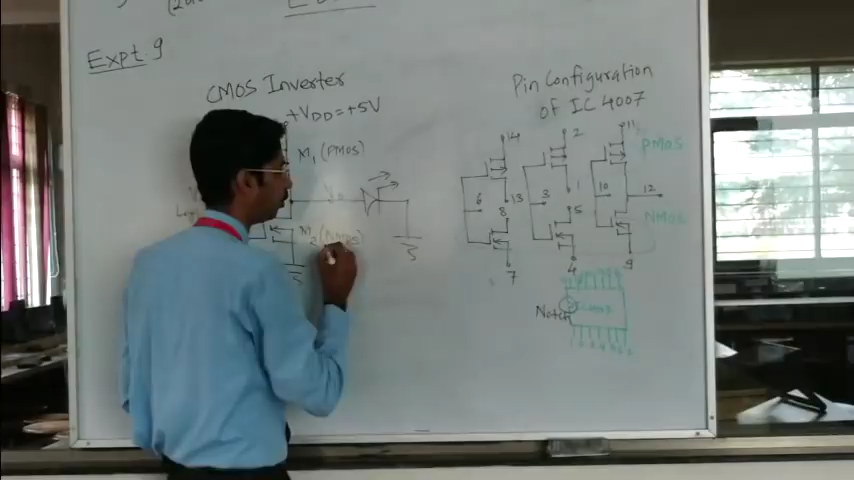 Expt. 9
CMOS Inverter
+VDD = +5V
M1 (PMOS)
M2 (NMOS)
Pin Configuration
of IC 4007
14
2
11
PMOS
6
13
3
1
10
12
8
5
NMOS
7
4
9
Notch